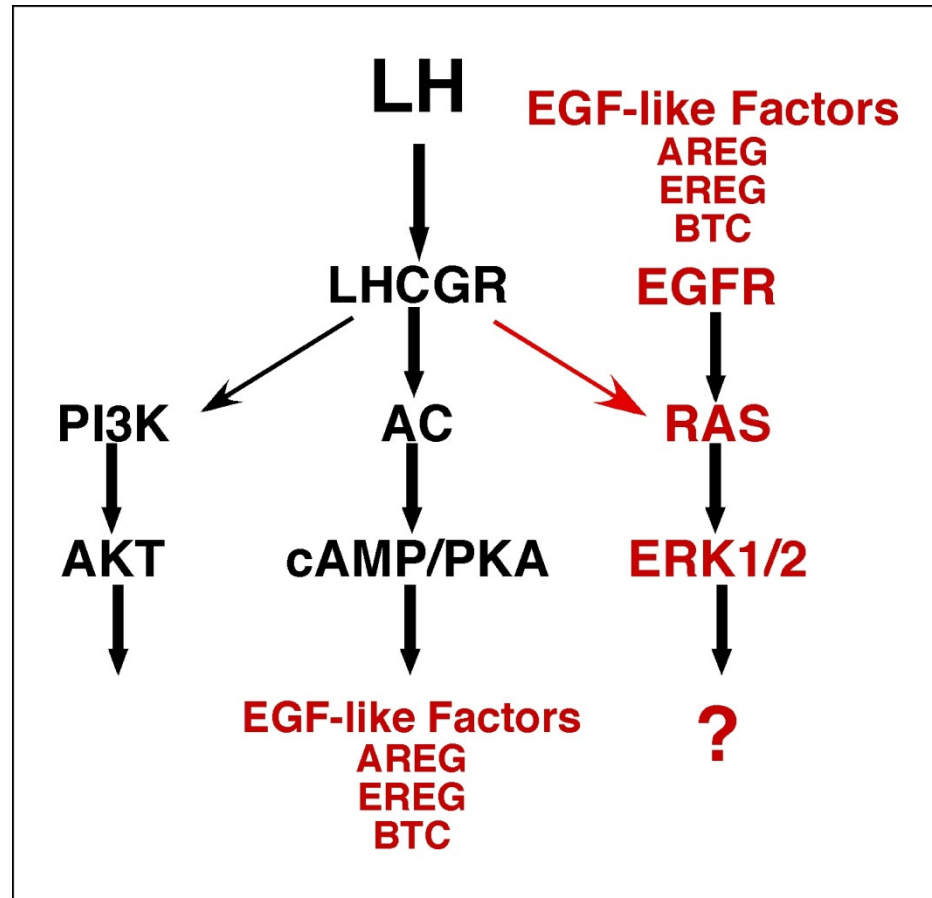 LH
EGF-like Factors
AREG
EREG
BTC
LHCGR
EGFR
PI3K
AC
RAS
AKT
cAMP/PKA
ERK1/2
EGF-like Factors
AREG
EREG
BTC
?